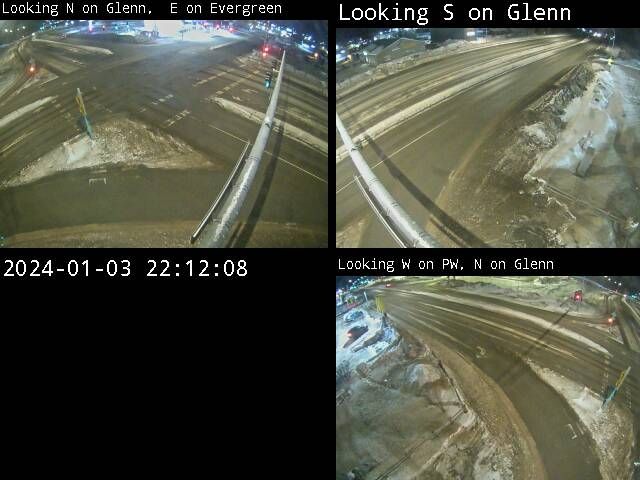 Looking N on Glenn,  E on Evergreen
Looking S on Glenn
2024-01-03 22:12:08
Looking W on PW, N on Glenn